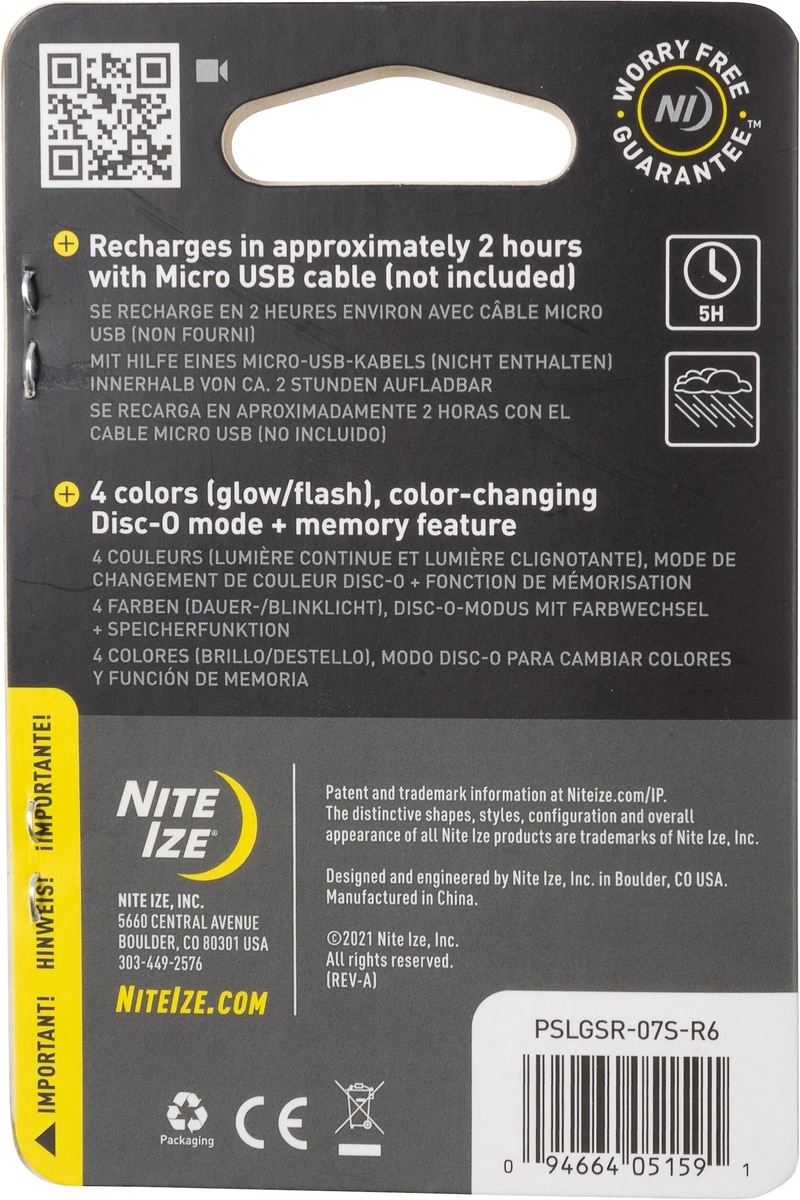 WORRY FREE
NI
GUARANTEE™
Recharges in approximately 2 hours
with Micro USB cable (not included)
SE RECHARGE EN 2 HEURES ENVIRON AVEC CÂBLE MICRO
USB (NON FOURNI)
MIT HILFE EINES MICRO-USB-KABELS (NICHT ENTHALTEN)
INNERHALB VON CA. 2 STUNDEN AUFLADBAR
SE RECARGA EN APROXIMADAMENTE 2 HORAS CON EL
CABLE MICRO USB (NO INCLUIDO)
5H
4 colors (glow/flash), color-changing
Disc-O mode + memory feature
4 COULEURS (LUMIÈRE CONTINUE ET LUMIÈRE CLIGNOTANTE), MODE DE
CHANGEMENT DE COULEUR DISC-O + FONCTION DE MÉMORISATION
4 FARBEN (DAUER-/BLINKLICHT), DISC-O-MODUS MIT FARBWECHSEL
+ SPEICHERFUNKTION
4 COLORES (BRILLO/DESTELLO), MODO DISC-O PARA CAMBIAR COLORES
Y FUNCIÓN DE MEMORIA
IMPORTANT! HINWEIS! ¡IMPORTANTE!
NITE
IZE®
NITE IZE, INC.
5660 CENTRAL AVENUE
BOULDER, CO 80301 USA
303-449-2576
NITEIZE.COM
Patent and trademark information at Niteize.com/IP.
The distinctive shapes, styles, configuration and overall
appearance of all Nite Ize products are trademarks of Nite Ize, Inc.
Designed and engineered by Nite Ize, Inc. in Boulder, CO USA.
Manufactured in China.
©2021 Nite Ize, Inc.
All rights reserved.
(REV-A)
Packaging
CE
PSLGSR-07S-R6
0 94664 05159 1